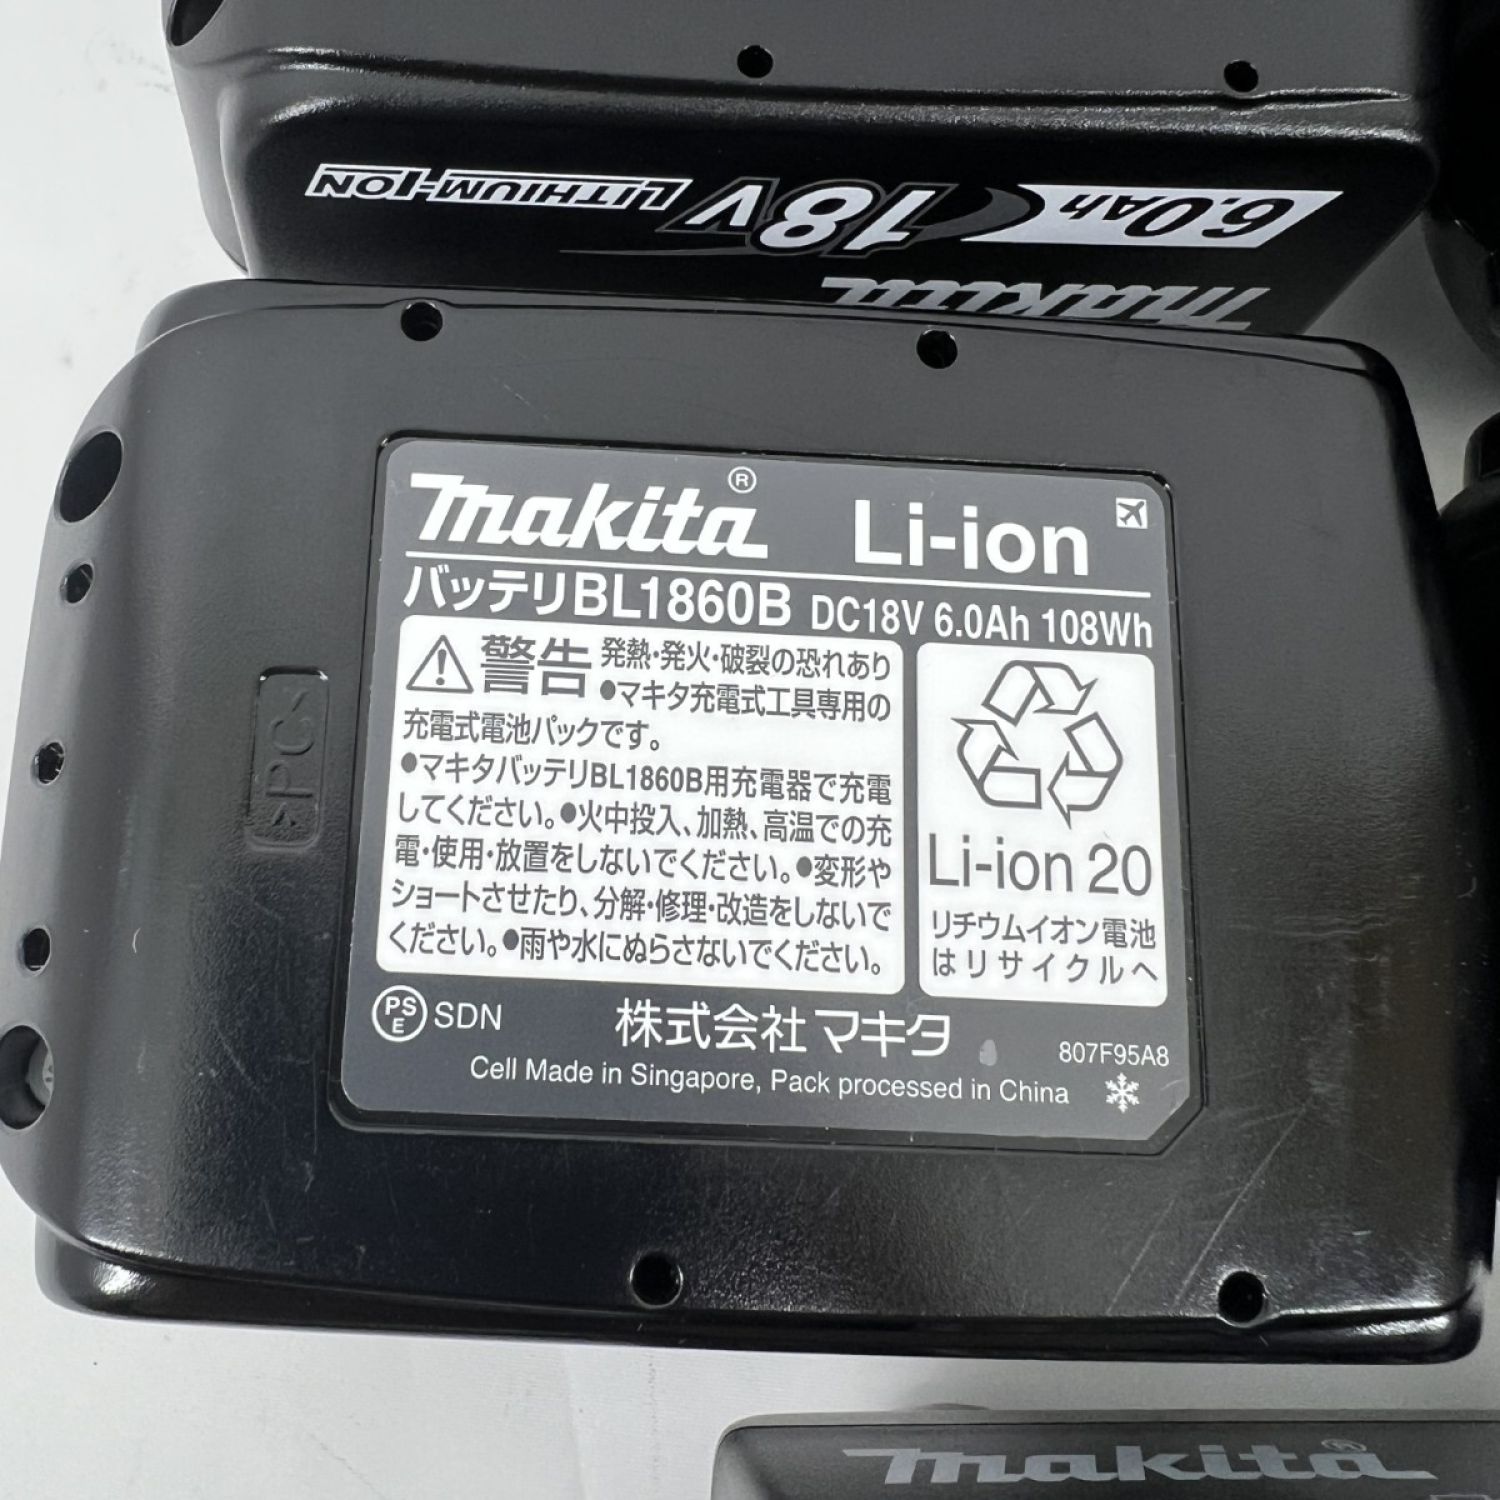 6.0Ah 18V LITHIUM-ION
makita
makita® Li-ion
バッテリBL1860B DC18V 6.0Ah 108Wh
警告 発熱・発火・破裂の恐れあり
●マキタ充電式工具専用の
充電式電池パックです。
●マキタバッテリBL1860B用充電器で充電
してください。●火中投入、加熱、高温での充
電・使用・放置をしないでください。●変形や
ショートさせたり、分解・修理・改造をしないで
ください。●雨や水にぬらさないでください。
Li-ion 20
リチウムイオン電池
はリサイクルへ
PS
E
SDN
株式会社マキタ
807F95A8
Cell Made in Singapore, Pack processed in China
>PC<
makita®